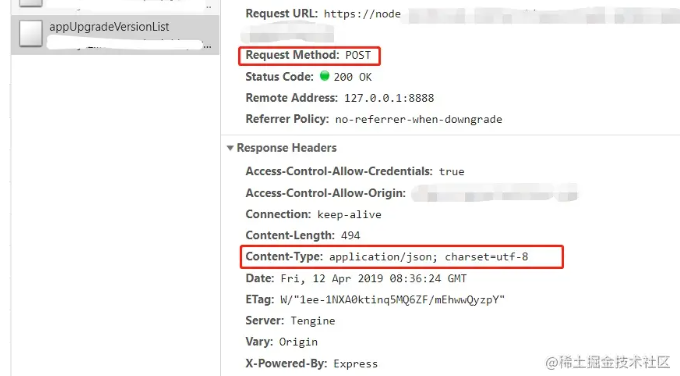 appUpgradeVersionList
Request URL: https://node
Request Method: POST
Status Code: 200 OK
Remote Address: 127.0.0.1:8888
Referrer Policy: no-referrer-when-downgrade
Response Headers
Access-Control-Allow-Credentials: true
Access-Control-Allow-Origin:
Connection: keep-alive
Content-Length: 494
Content-Type: application/json; charset=utf-8
Date: Fri, 12 Apr 2019 08:36:24 GMT
ETag: W/"1ee-1NXA0ktinq5MQ6ZF/mEhwwQyzpY"
Server: Tengine
Vary: Origin
X-Powered-By: Express
@稀土掘金技术社区